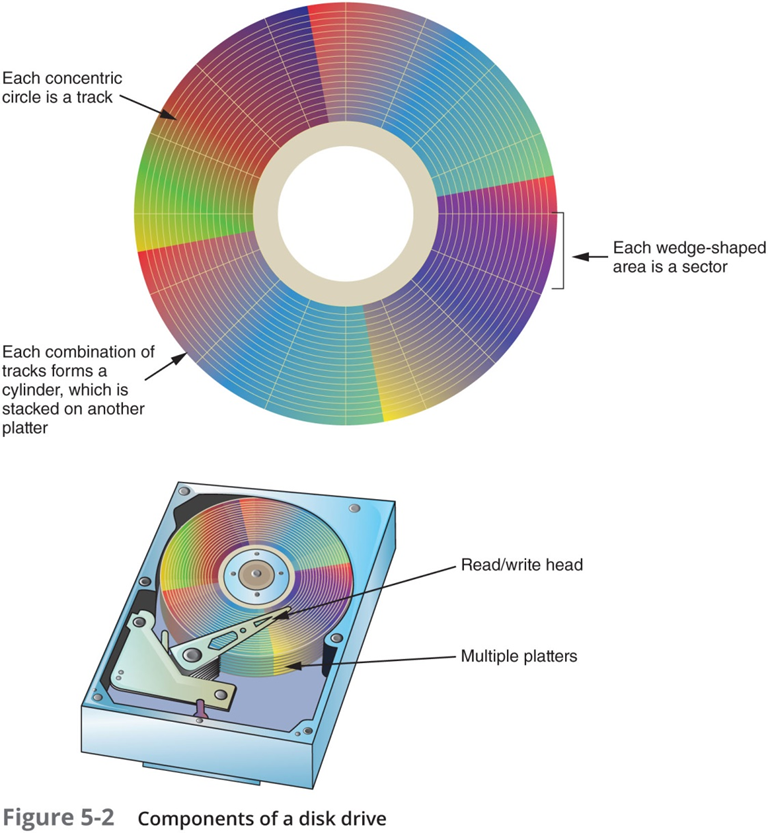 Each concentric
circle is a track
Each wedge-shaped
area is a sector
Each combination of
tracks forms a
cylinder, which is
stacked on another
platter
Read/write head
Multiple platters
Figure 5-2 Components of a disk drive